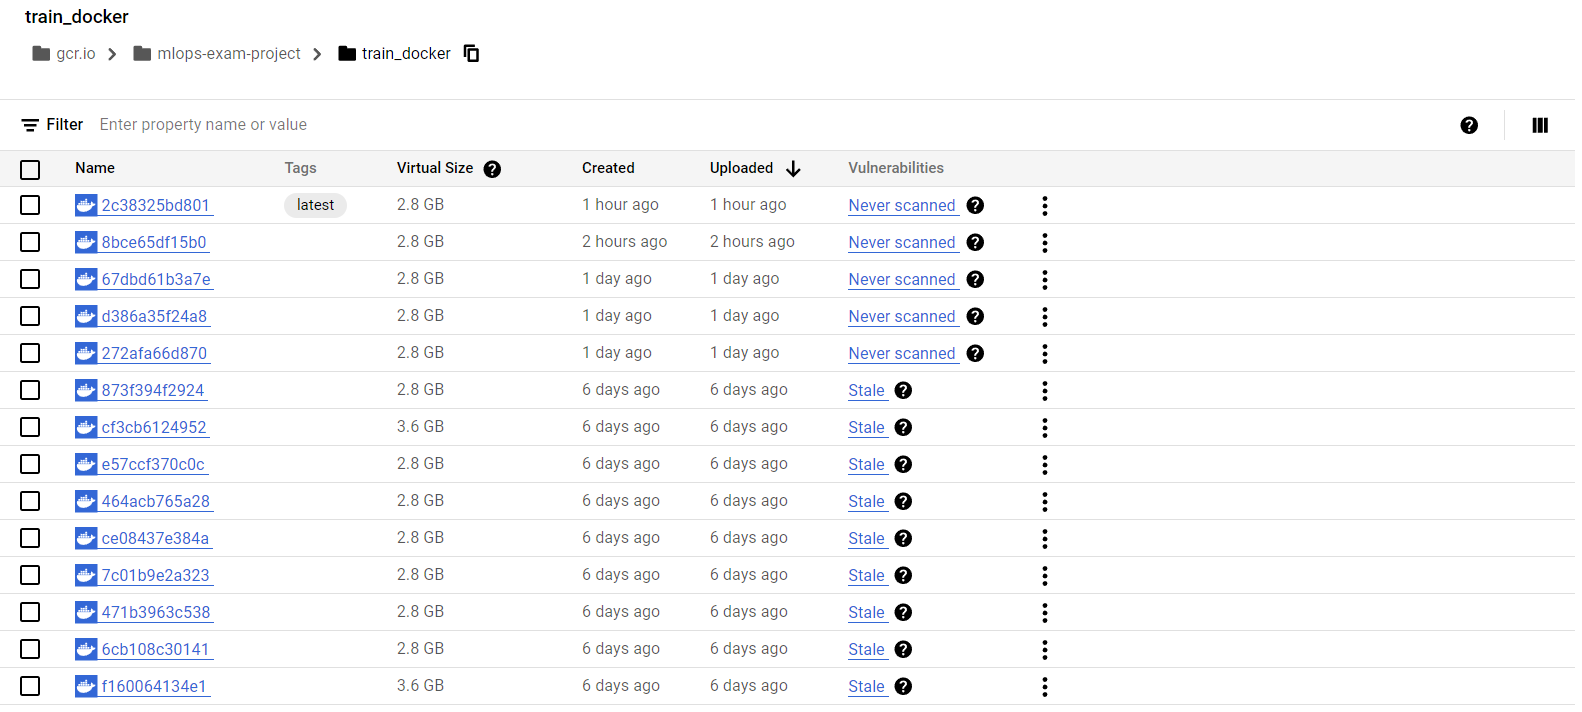 train_docker
gcr.io mlops-exam-project train_docker
Filter Enter property name or value
Name Tags Virtual Size Created Uploaded Vulnerabilities
2c38325bd801 latest 2.8 GB 1 hour ago 1 hour ago Never scanned
8bce65df15b0 2.8 GB 2 hours ago 2 hours ago Never scanned
67dbd61b3a7e 2.8 GB 1 day ago 1 day ago Never scanned
d386a35f24a8 2.8 GB 1 day ago 1 day ago Never scanned
272afa66d870 2.8 GB 1 day ago 1 day ago Never scanned
873f394f2924 2.8 GB 6 days ago 6 days ago Stale
cf3cb6124952 3.6 GB 6 days ago 6 days ago Stale
e57ccf370c0c 2.8 GB 6 days ago 6 days ago Stale
464acb765a28 2.8 GB 6 days ago 6 days ago Stale
ce08437e384a 2.8 GB 6 days ago 6 days ago Stale
7c01b9e2a323 2.8 GB 6 days ago 6 days ago Stale
471b3963c538 2.8 GB 6 days ago 6 days ago Stale
6cb108c30141 2.8 GB 6 days ago 6 days ago Stale
f160064134e1 3.6 GB 6 days ago 6 days ago Stale